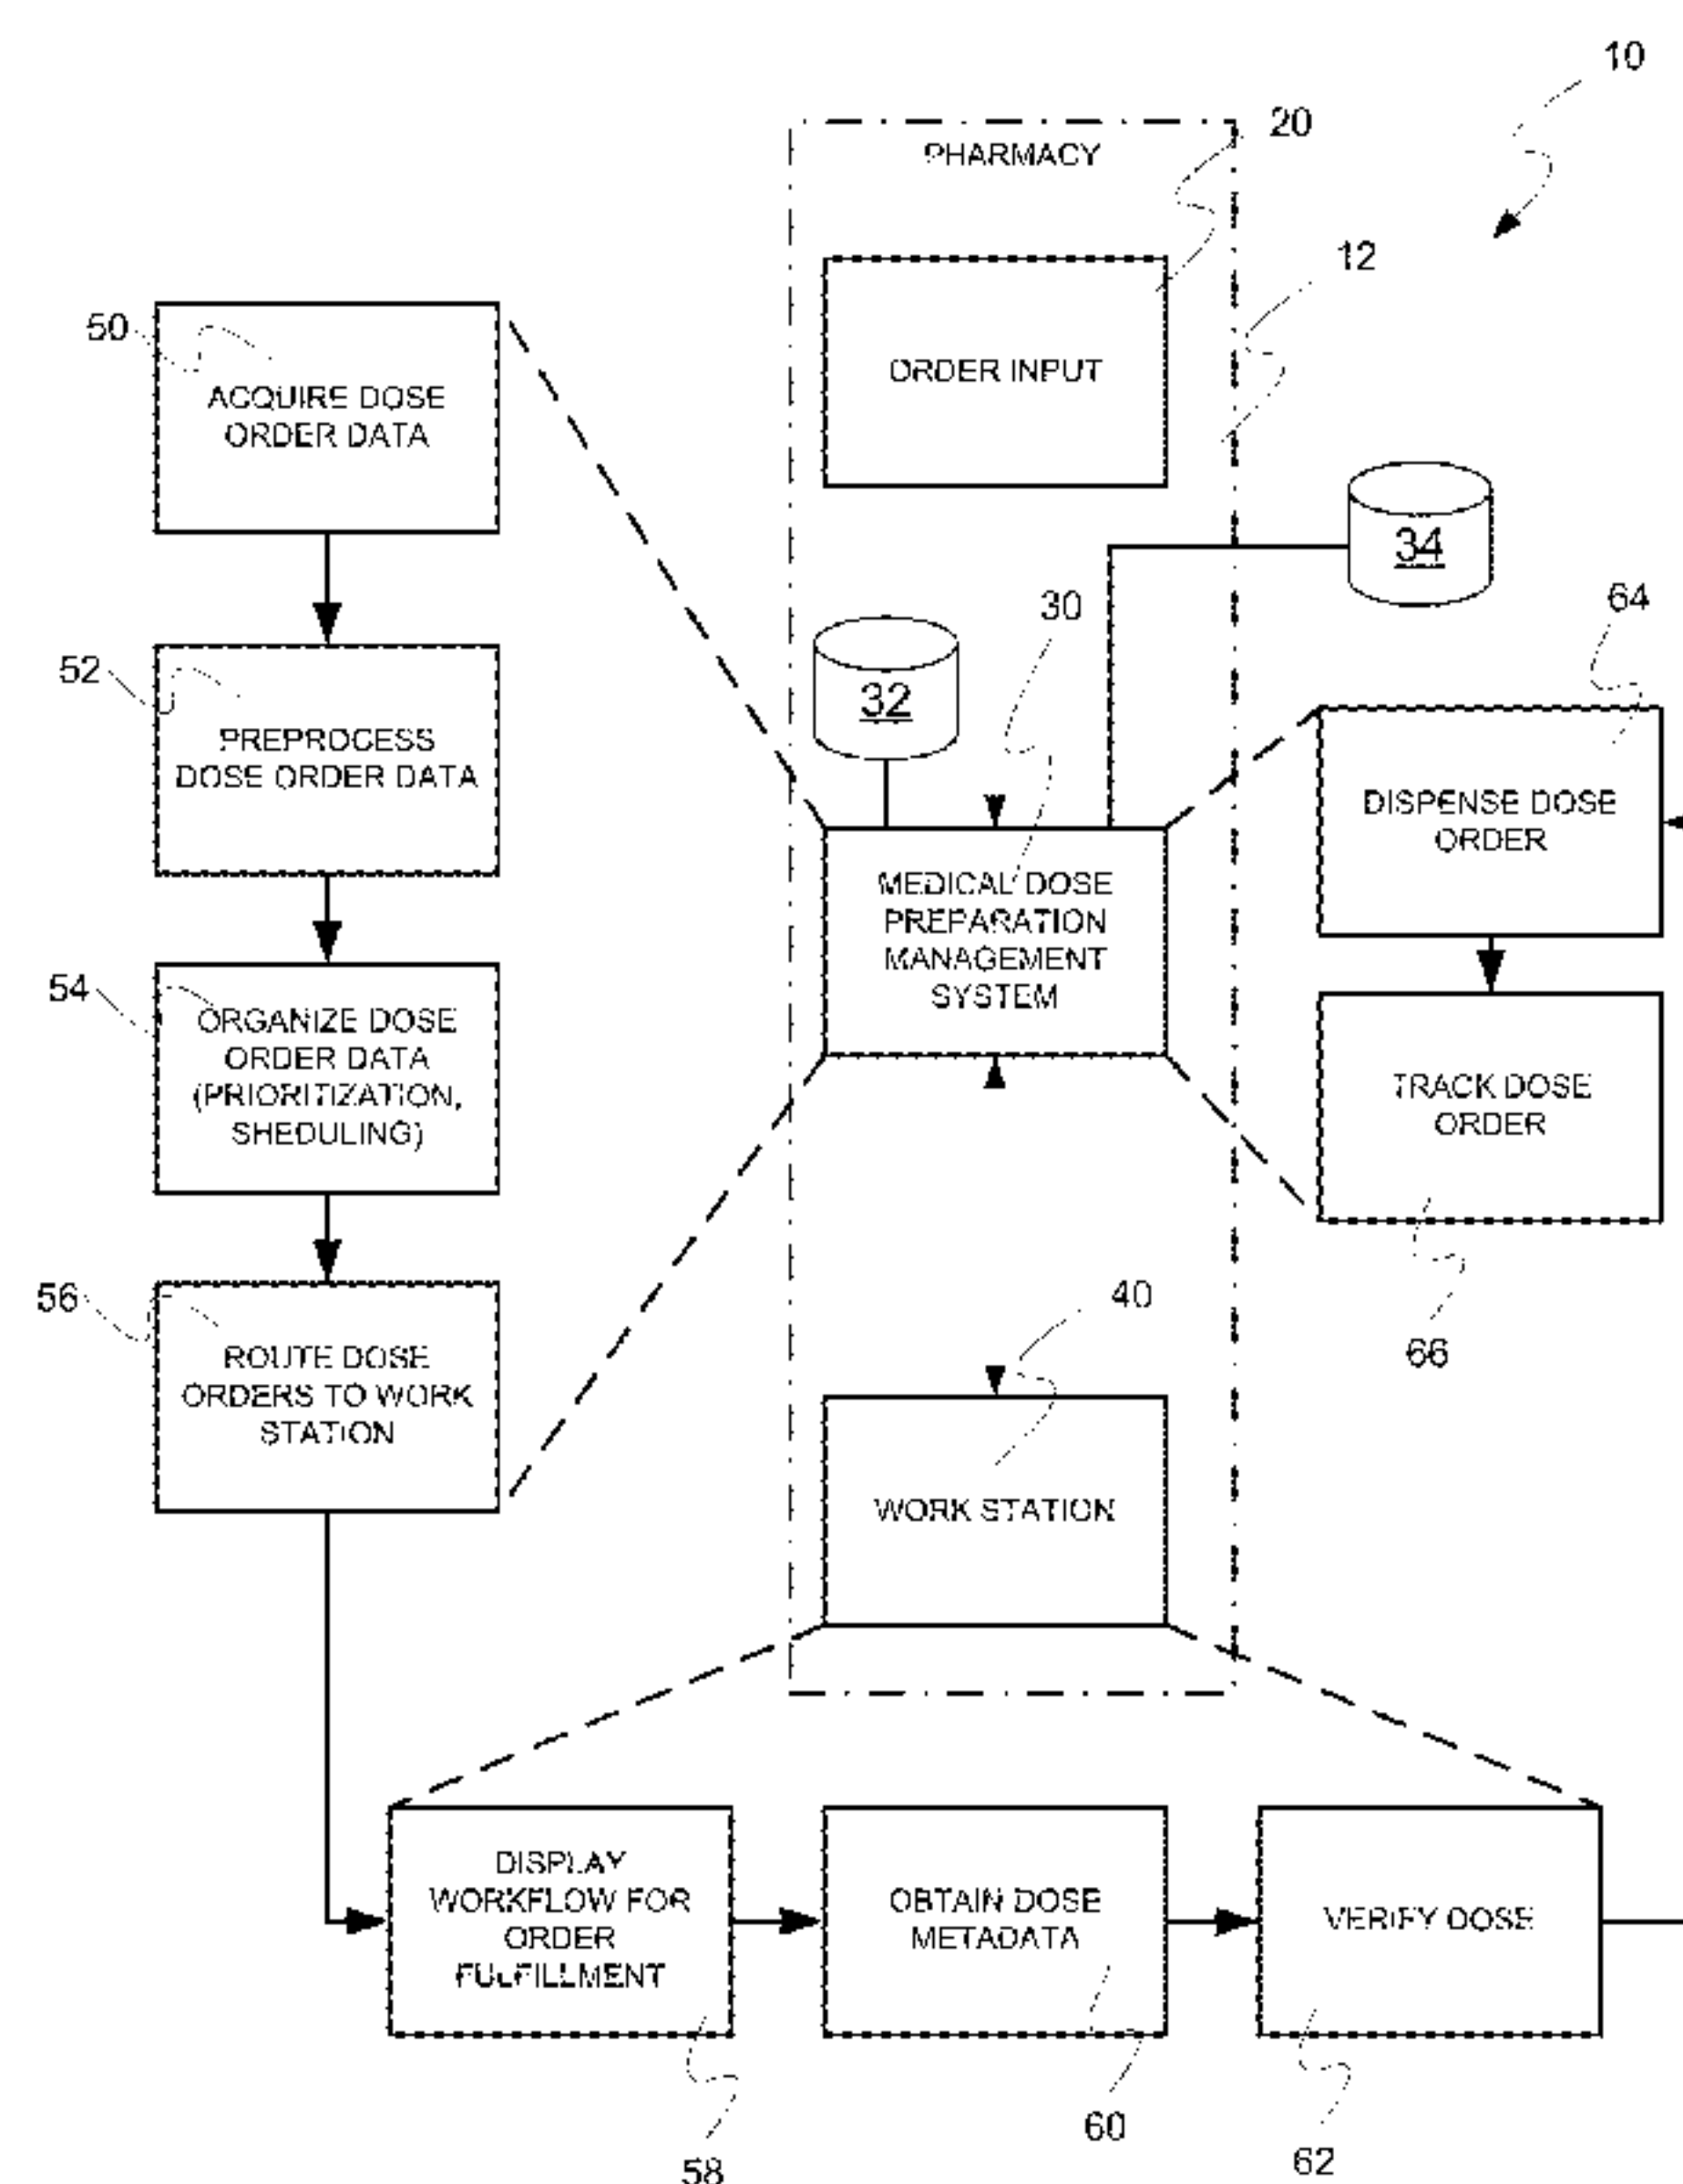 10
20
PHARMACY
12
50
ORDER INPUT
ACQUIRE DOSE
ORDER DATA
34
30
64
52
32
PREPROCESS
DOSE ORDER DATA
DISPENSE DOSE
ORDER
MEDICAL DOSE
PREPARATION
MANAGEMENT
SYSTEM
54
ORGANIZE DOSE
ORDER DATA
(PRIORITIZATION,
SHEDULING)
TRACK DOSE
ORDER
56
40
66
ROUTE DOSE
ORDERS TO WORK
STATION
WORK STATION
DISPLAY
WORKFLOW FOR
ORDER
FULFILLMENT
OBTAIN DOSE
METADATA
VERIFY DOSE
58
60
62